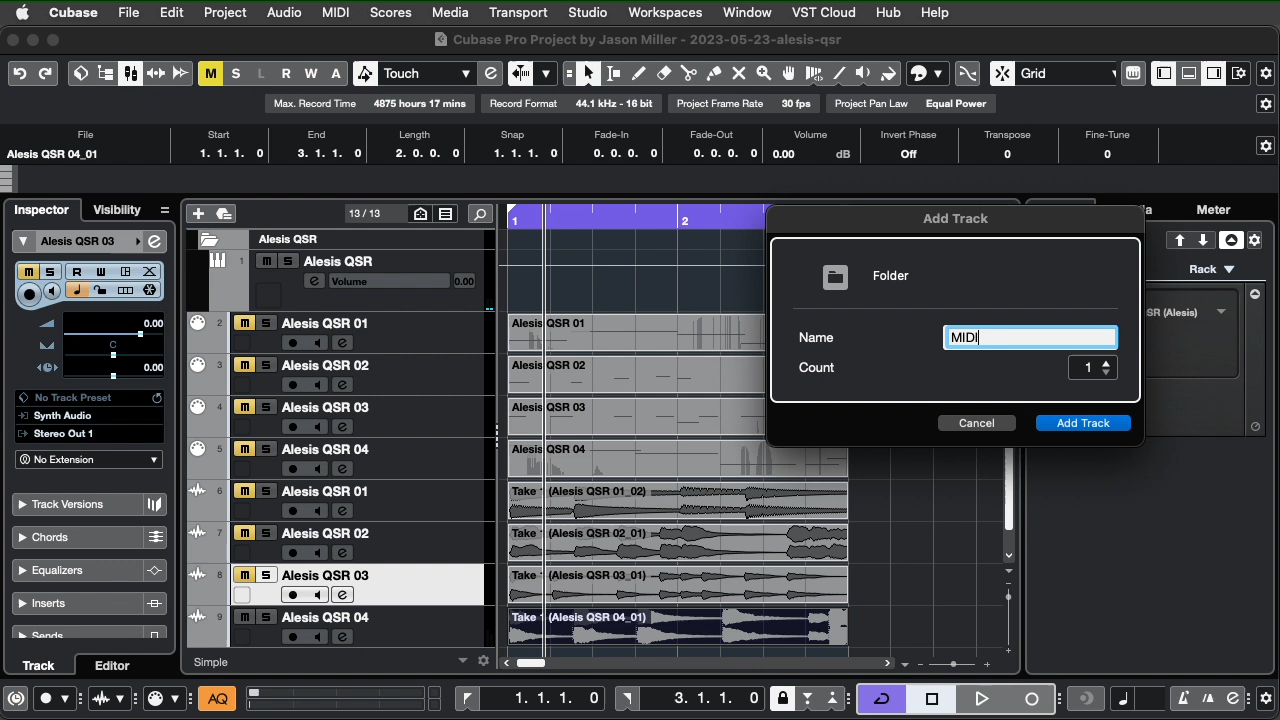 Cubase File Edit Project Audio MIDI Scores Media Transport Studio Workspaces Window VST Cloud Hub Help
Cubase Pro Project by Jason Miller - 2023-05-23-alesis-qsr
M S L R W A Touch Grid
Max. Record Time 4875 hours 17 mins Record Format 44.1 kHz - 16 bit Project Frame Rate 30 fps Project Pan Law Equal Power
File Start End Length Snap Fade-In Fade-Out Volume Invert Phase Transpose Fine-Tune
Alesis QSR 04_01 1. 1. 1. 0 3. 1. 1. 0 2. 0. 0. 0 1. 1. 1. 0 0. 0. 0. 0 0. 0. 0. 0 0.00 dB Off 0 0
Inspector Visibility 13 / 13 1 2 Add Track Meter
Alesis QSR 03 Alesis QSR
M S R W
1 m S Alesis QSR Folder Rack
e Volume 0.00
0.00
C
0.00
2 m S Alesis QSR 01 Alesis QSR 01 Name MIDI SR (Alesis)
3 m S Alesis QSR 02 Alesis QSR 02 Count 1
No Track Preset
Synth Audio
4 m S Alesis QSR 03 Alesis QSR 03
Stereo Out 1 Cancel Add Track
No Extension
5 m S Alesis QSR 04 Alesis QSR 04
6 m S Alesis QSR 01 Take (Alesis QSR 01_02)
Track Versions
7 m S Alesis QSR 02 Take (Alesis QSR 02_01)
Chords
Equalizers
8 m S Alesis QSR 03 Take (Alesis QSR 03_01)
Inserts
9 m S Alesis QSR 04 Take (Alesis QSR 04_01)
Sends
Track Editor Simple
AQ 1. 1. 1. 0 3. 1. 1. 0